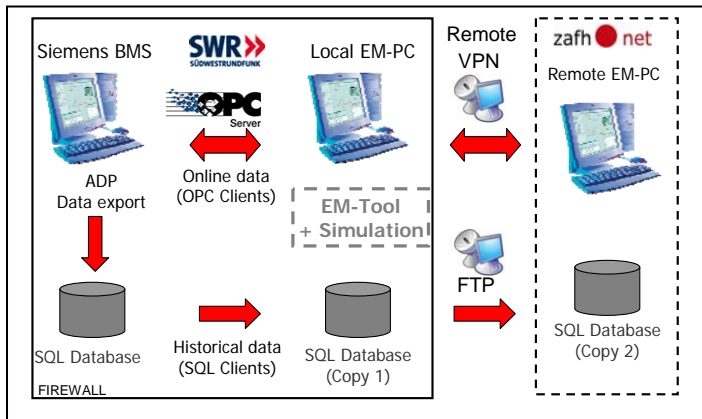 Siemens BMS
SWR
SÜDWESTRUNDFUNK
Local EM-PC
Remote
VPN
zafh net
Remote EM-PC
OPC
Server
ADP
Data export
Online data
(OPC Clients)
EM-Tool
+ Simulation
FTP
SQL Database
Historical data
(SQL Clients)
SQL Database
(Copy 1)
SQL Database
(Copy 2)
FIREWALL